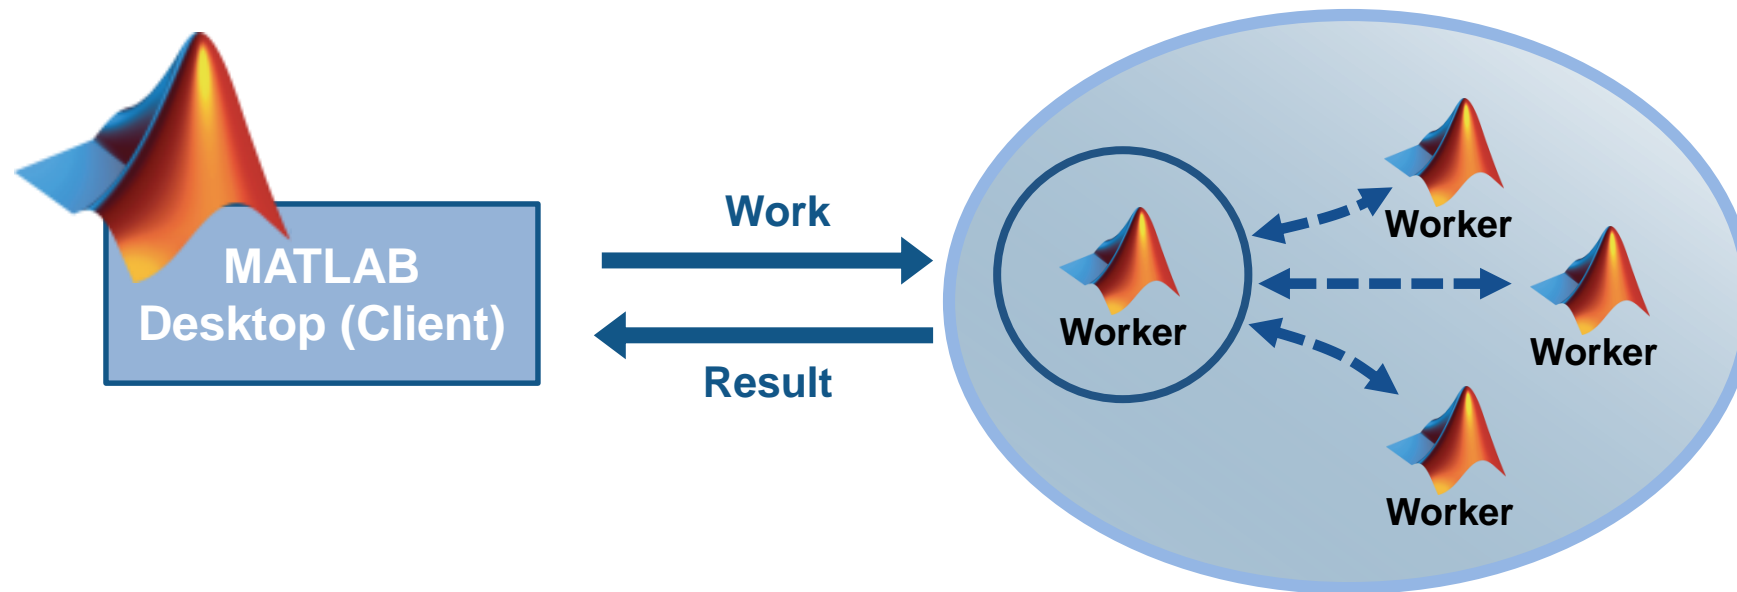 MATLAB
Desktop (Client)
Work
Result
Worker
Worker
Worker
Worker